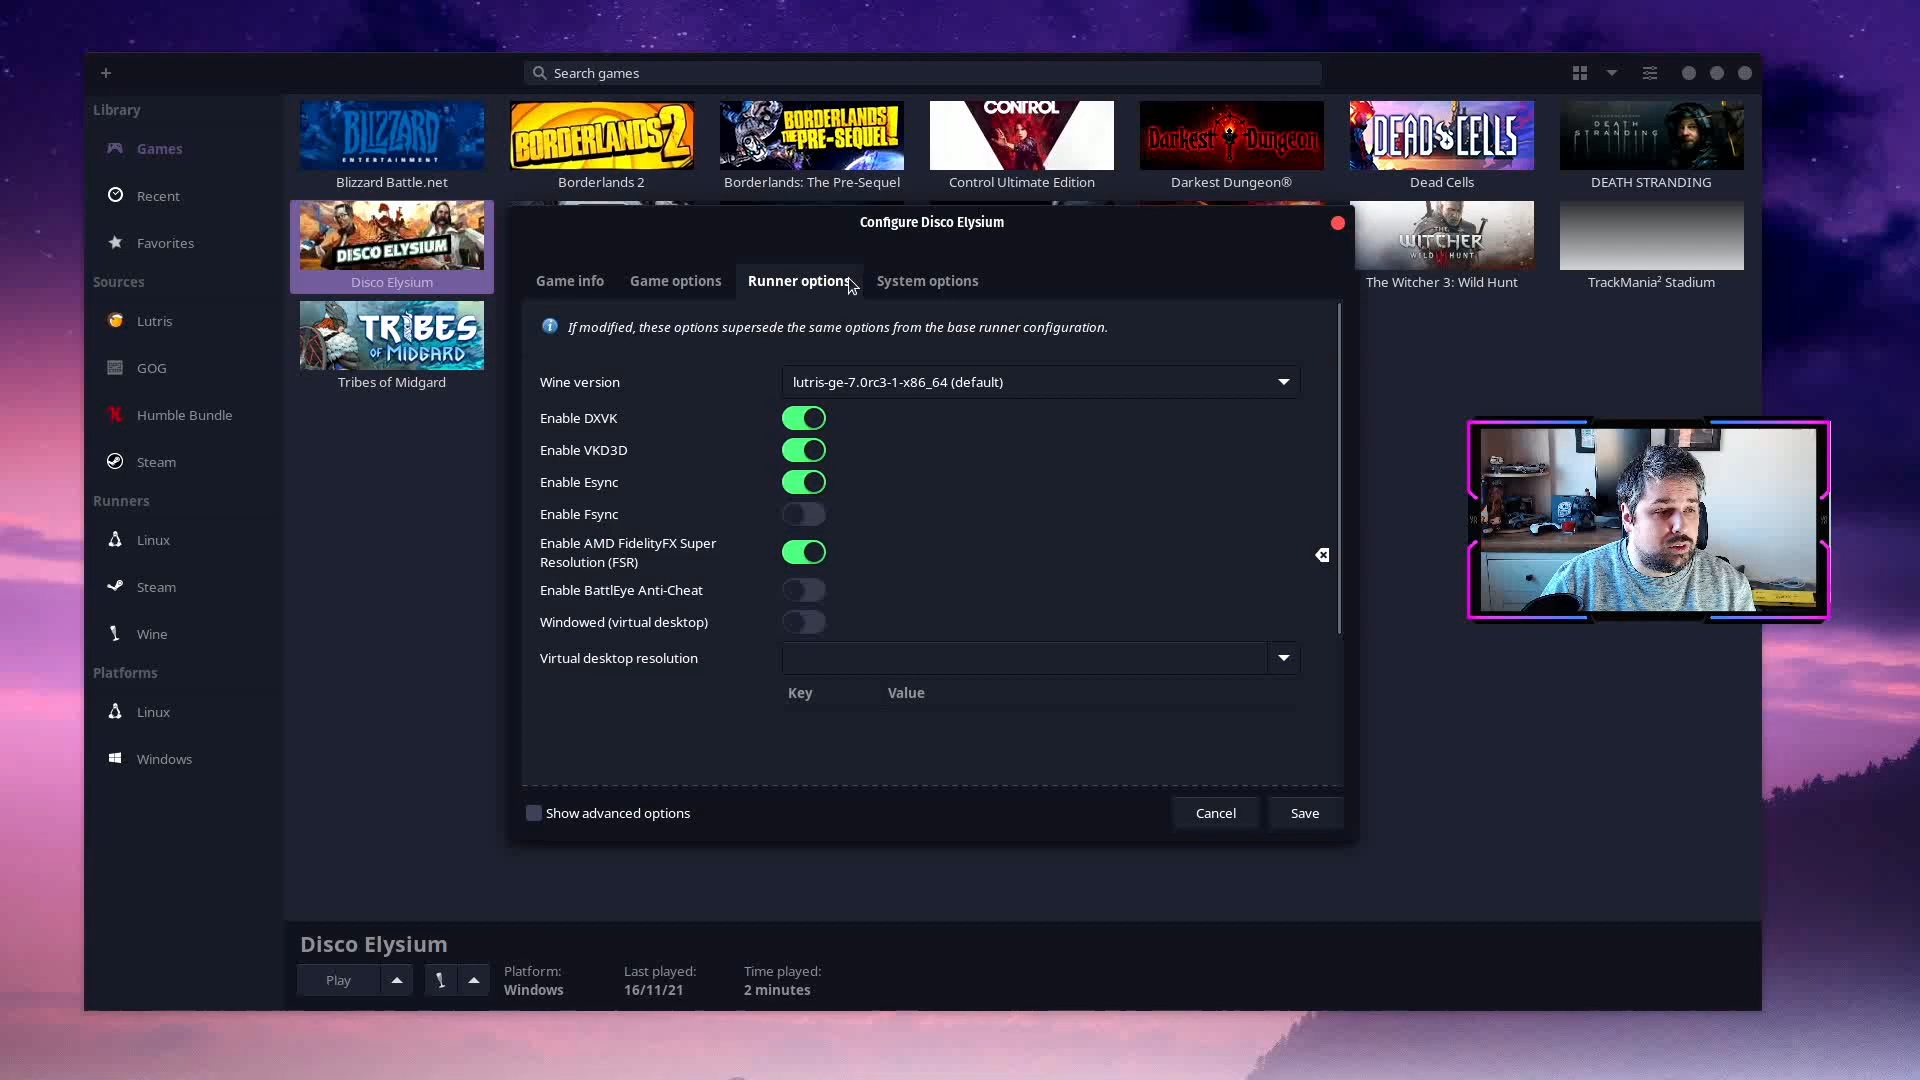 Search games
Library
Games
Recent
Favorites
Sources
Lutris
GOG
Humble Bundle
Steam
Runners
Linux
Steam
Wine
Platforms
Linux
Windows
BLIZZARD
ENTERTAINMENT
Blizzard Battle.net
BORDERLANDS 2
Borderlands 2
BORDERLANDS
THE PRE-SEQUEL!
Borderlands: The Pre-Sequel
CONTROL
Control Ultimate Edition
Darkest Dungeon
Darkest Dungeon®
DEAD CELLS
Dead Cells
DEATH
STRANDING
DEATH STRANDING
DISCO ELYSIUM
Disco Elysium
THE
WITCHER
WILD HUNT
The Witcher 3: Wild Hunt
TrackMania² Stadium
TRIBES
OF MIDGARD
Tribes of Midgard
Configure Disco Elysium
Game info
Game options
Runner options
System options
If modified, these options supersede the same options from the base runner configuration.
Wine version
lutris-ge-7.0rc3-1-x86_64 (default)
Enable DXVK
Enable VKD3D
Enable Esync
Enable Fsync
Enable AMD FidelityFX Super
Resolution (FSR)
Enable BattlEye Anti-Cheat
Windowed (virtual desktop)
Virtual desktop resolution
Key
Value
Show advanced options
Cancel
Save
Disco Elysium
Play
Platform:
Windows
Last played:
16/11/21
Time played:
2 minutes